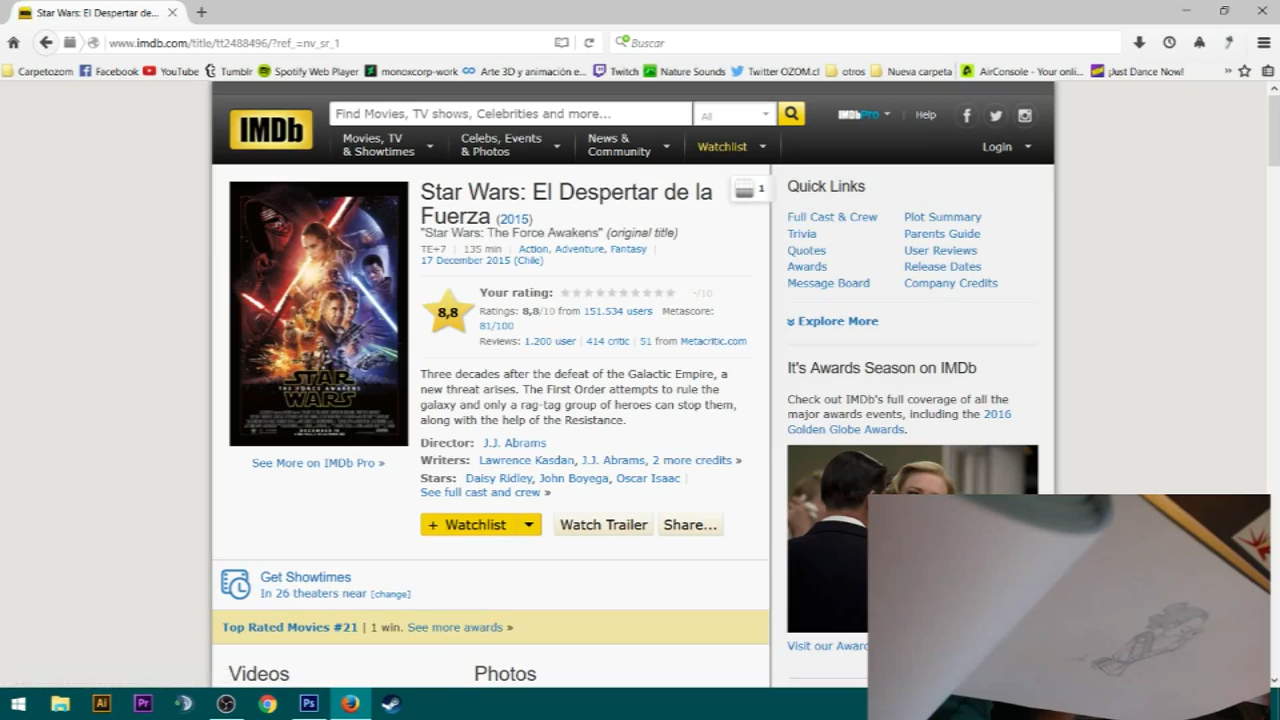 Star Wars: El Despertar de...
www.imdb.com/title/tt2488496/?ref_=nv_sr_1
Buscar
Carpetozom
Facebook
YouTube
Tumblr
Spotify Web Player
monoxcorp-work
Arte 3D y animación e...
Twitch
Nature Sounds
Twitter OZOM.cl
otros
Nueva carpeta
AirConsole - Your onli...
¡Just Dance Now!
IMDb
Find Movies, TV shows, Celebrities and more...
All
IMDbPro
Help
Movies, TV
& Showtimes
Celebs, Events
& Photos
News &
Community
Watchlist
Login
Star Wars: El Despertar de la
Fuerza (2015)
1
"Star Wars: The Force Awakens" (original title)
TE+7 | 135 min | Action, Adventure, Fantasy |
17 December 2015 (Chile)
8,8
Your rating: -/10
Ratings: 8,8/10 from 151.534 users Metascore:
81/100
Reviews: 1.200 user | 414 critic | 51 from Metacritic.com
Three decades after the defeat of the Galactic Empire, a
new threat arises. The First Order attempts to rule the
galaxy and only a rag-tag group of heroes can stop them,
along with the help of the Resistance.
Director: J.J. Abrams
Writers: Lawrence Kasdan, J.J. Abrams, 2 more credits »
Stars: Daisy Ridley, John Boyega, Oscar Isaac |
See full cast and crew »
+ Watchlist
Watch Trailer
Share...
STAR
THE FORCE AWAKENS
WARS
See More on IMDb Pro »
Get Showtimes
In 26 theaters near [change]
Top Rated Movies #21 | 1 win. See more awards »
Videos
Photos
Quick Links
Full Cast & Crew
Plot Summary
Trivia
Parents Guide
Quotes
User Reviews
Awards
Release Dates
Message Board
Company Credits
Explore More
It's Awards Season on IMDb
Check out IMDb's full coverage of all the
major awards events, including the 2016
Golden Globe Awards.
Visit our Awar
Ai
Pr
Ps